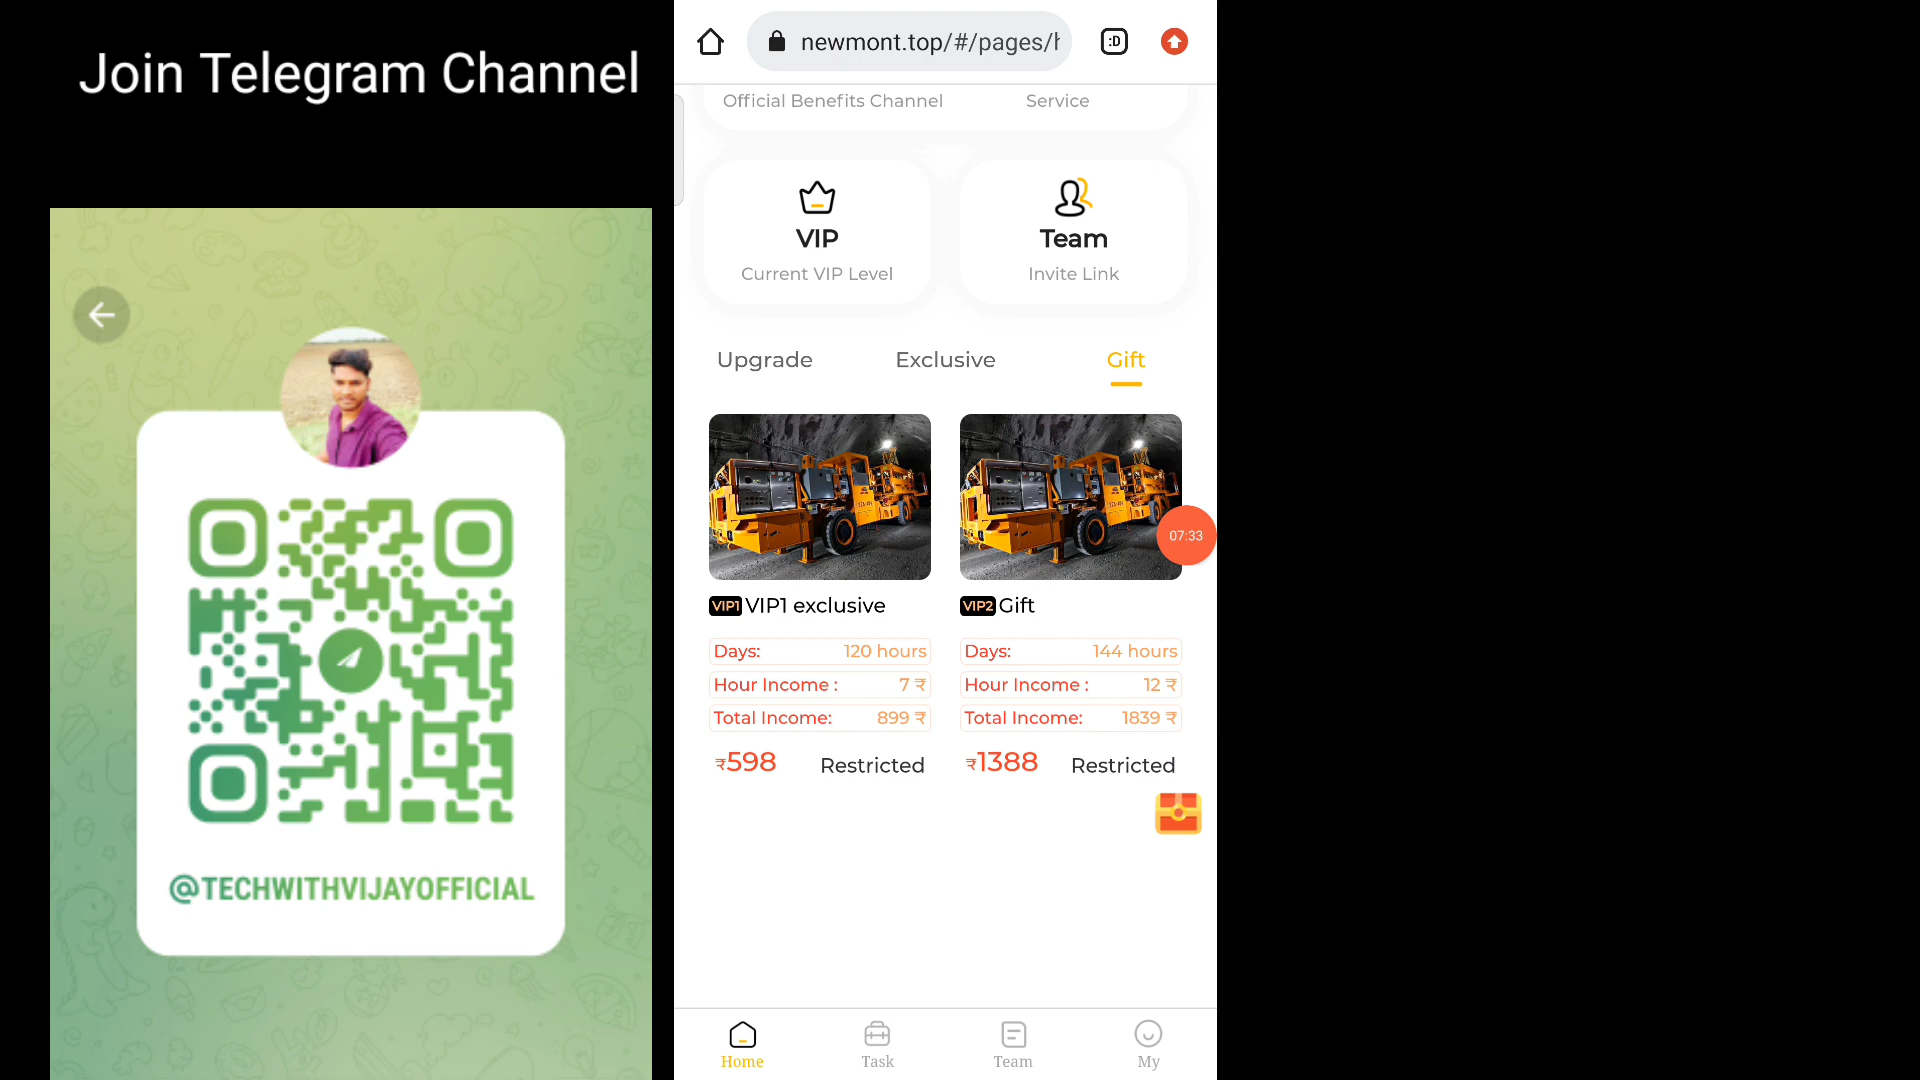 Join Telegram Channel
@TECHWITHVIJAYOFFICIAL
newmont.top/#/pages/h
:D
Official Benefits Channel
Service
VIP
Current VIP Level
Team
Invite Link
Upgrade
Exclusive
Gift
VIP1 VIP1 exclusive
Days: 120 hours
Hour Income : 7 ₹
Total Income: 899 ₹
₹598 Restricted
VIP2 Gift
Days: 144 hours
Hour Income : 12 ₹
Total Income: 1839 ₹
₹1388 Restricted
07:33
Home
Task
Team
My